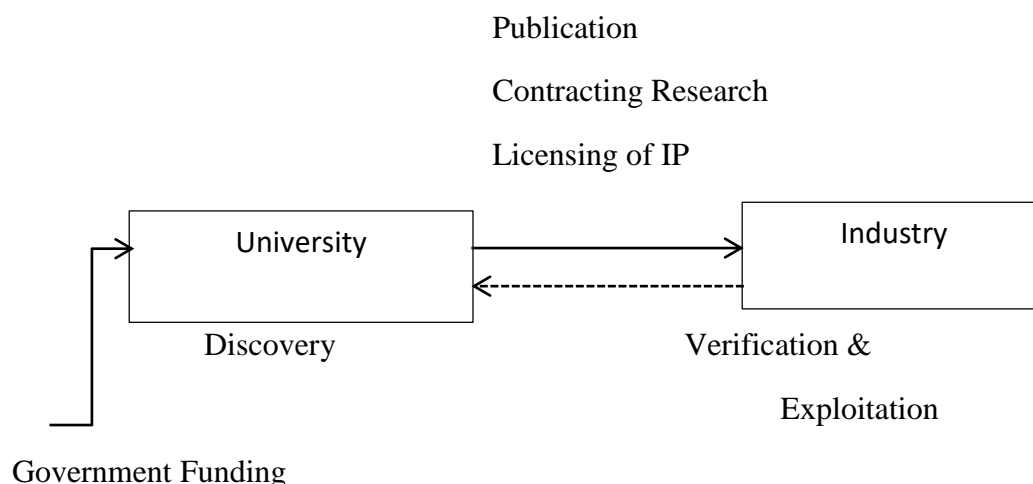 Publication
Contracting Research
Licensing of IP
University
Industry
Discovery
Verification &
Exploitation
Government Funding